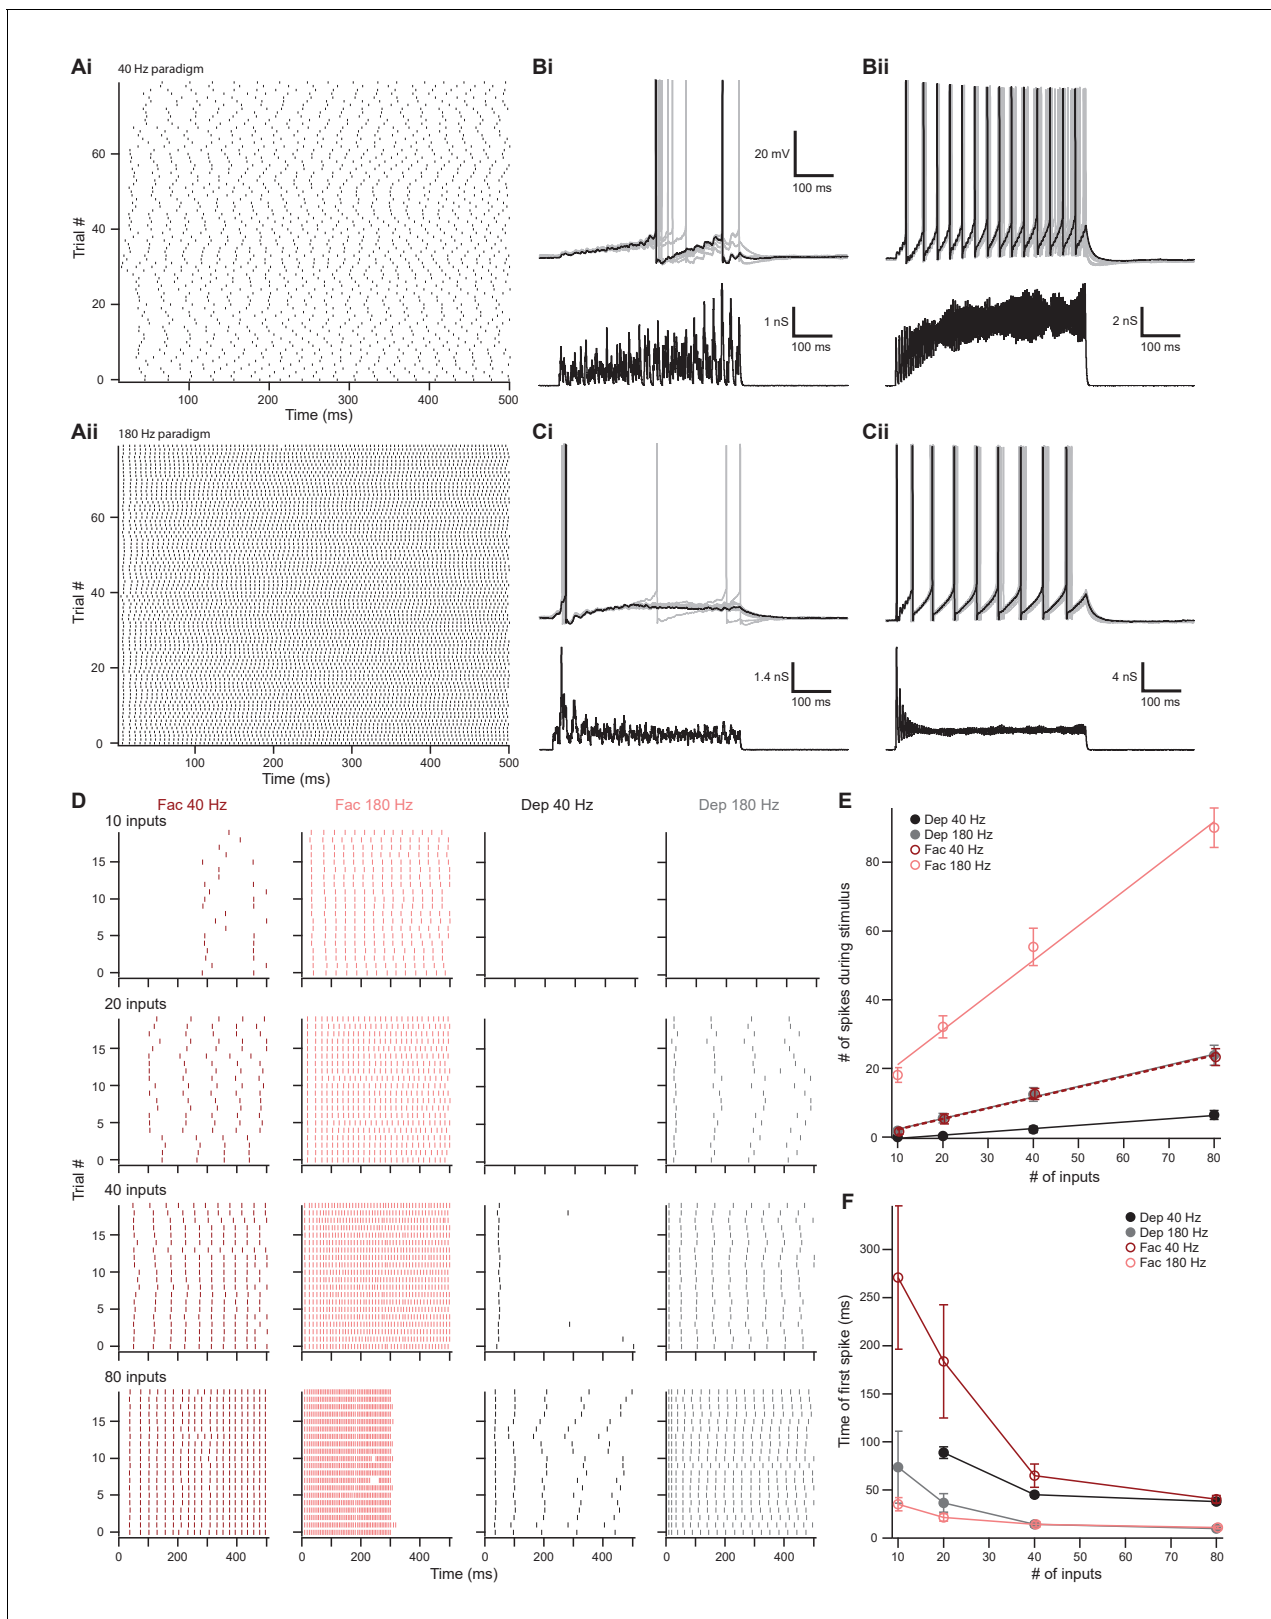 Ai
40 Hz paradigm
Trial #
60
40
20
0
100 200 300 400 500
Time (ms)
Bi
20 mV
100 ms
1 nS
100 ms
Bii
2 nS
100 ms
Aii
180 Hz paradigm
Trial #
60
40
20
0
100 200 300 400 500
Time (ms)
Ci
1.4 nS
100 ms
Cii
4 nS
100 ms
D
Fac 40 Hz Fac 180 Hz Dep 40 Hz Dep 180 Hz
10 inputs
15
10
5
0
20 inputs
15
10
5
0
Trial #
40 inputs
15
10
5
0
80 inputs
15
10
5
0
0 200 400 0 200 400 0 200 400 0 200 400
Time (ms)
E
Dep 40 Hz
Dep 180 Hz
Fac 40 Hz
Fac 180 Hz
# of spikes during stimulus
80
60
40
20
0
10 20 30 40 50 60 70 80
# of inputs
F
Dep 40 Hz
Dep 180 Hz
Fac 40 Hz
Fac 180 Hz
Time of first spike (ms)
300
250
200
150
100
50
0
10 20 30 40 50 60 70 80
# of inputs